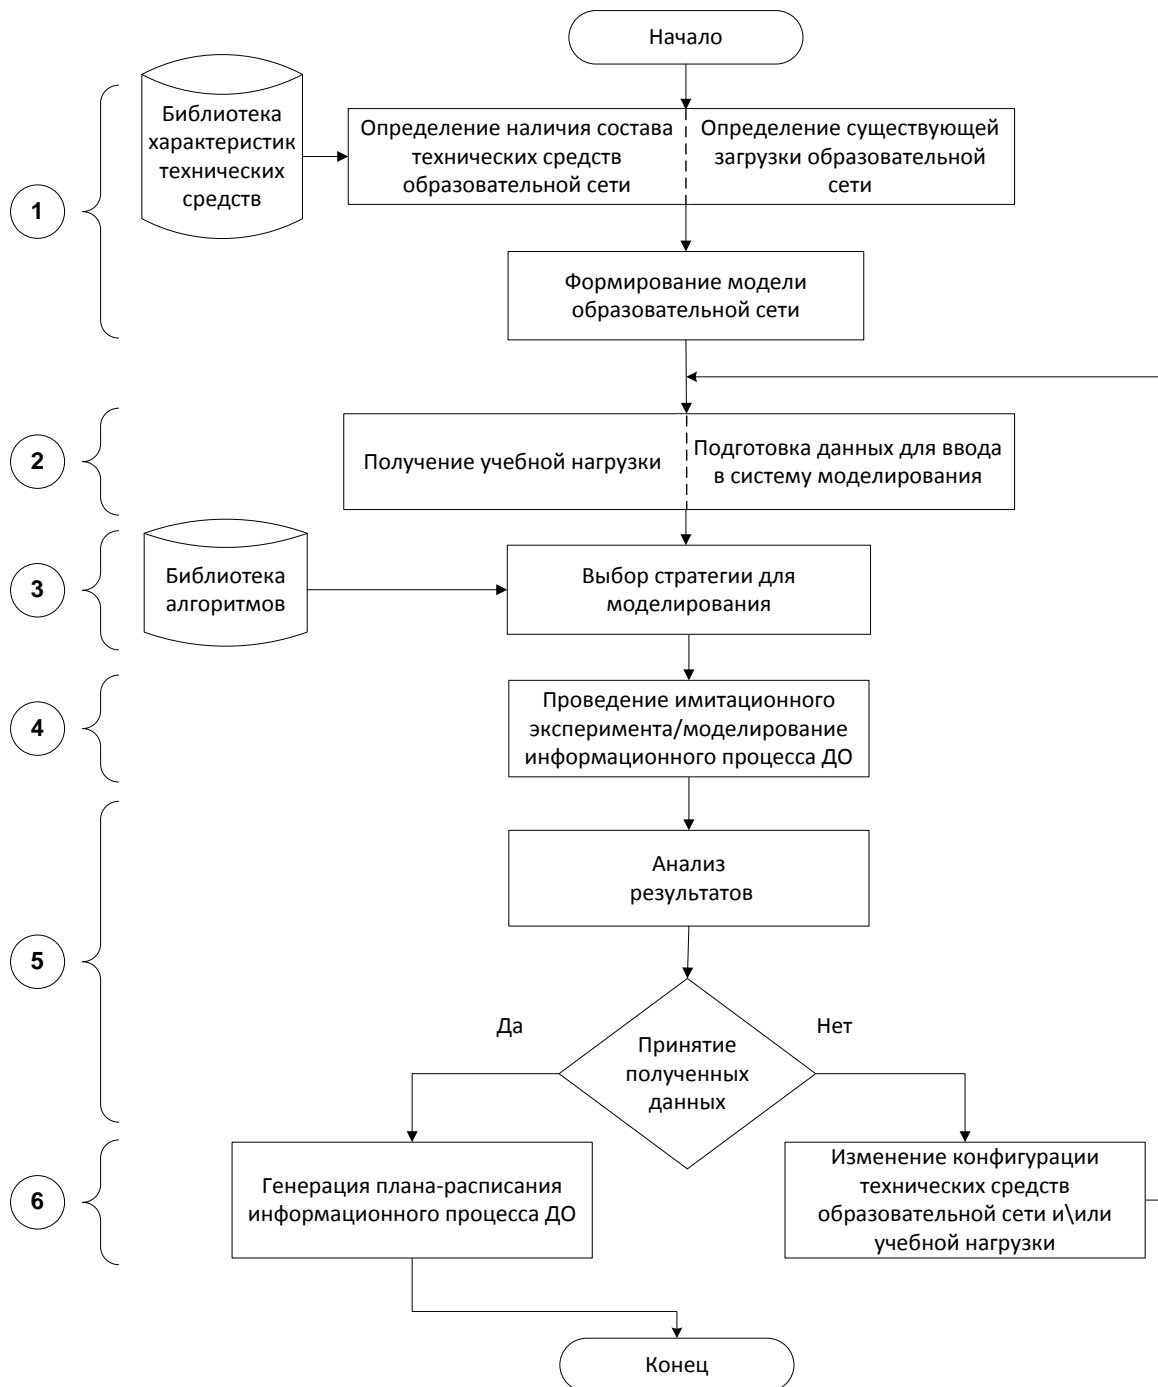 Начало
Библиотека
характеристик
технических
средств
Определение наличия состава
технических средств
образовательной сети
Определение существующей
загрузки образовательной
сети
1
Формирование модели
образовательной сети
2
Получение учебной нагрузки
Подготовка данных для ввода
в систему моделирования
3
Библиотека
алгоритмов
Выбор стратегии для
моделирования
4
Проведение имитационного
эксперимента/моделирование
информационного процесса ДО
5
Анализ
результатов
Да
Нет
Принятие
полученных
данных
6
Генерация плана-расписания
информационного процесса ДО
Изменение конфигурации
технических средств
образовательной сети и\или
учебной нагрузки
Конец